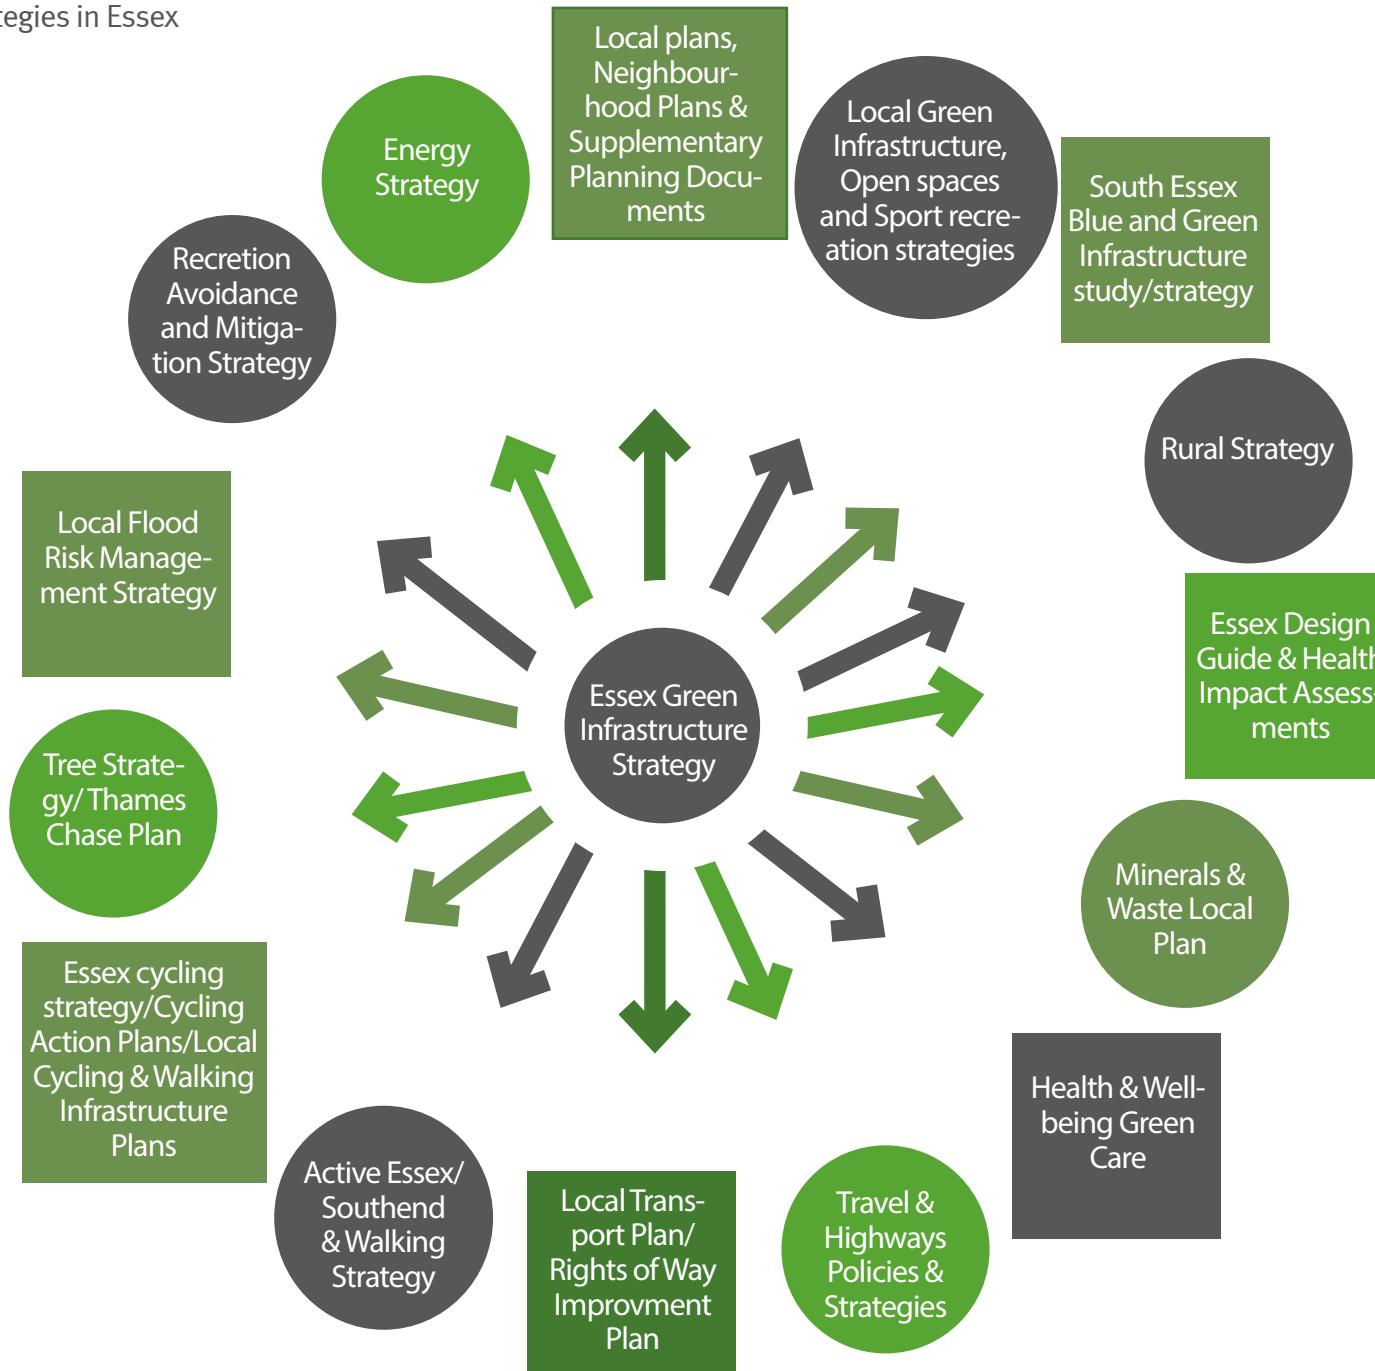 tegies in Essex
Local plans,
Neighbour-
hood Plans &
Supplementary
Planning Docu-
ments
Local Green
Infrastructure,
Open spaces
and Sport recre-
ation strategies
South Essex
Blue and Green
Infrastructure
study/strategy
Rural Strategy
Essex Design
Guide & Health
Impact Assess-
ments
Minerals &
Waste Local
Plan
Health & Well-
being Green
Care
Travel &
Highways
Policies &
Strategies
Local Trans-
port Plan/
Rights of Way
Improvment
Plan
Active Essex/
Southend
& Walking
Strategy
Essex cycling
strategy/Cycling
Action Plans/Local
Cycling & Walking
Infrastructure
Plans
Tree Strate-
gy/ Thames
Chase Plan
Local Flood
Risk Manage-
ment Strategy
Recretion
Avoidance
and Mitiga-
tion Strategy
Energy
Strategy
Essex Green
Infrastructure
Strategy